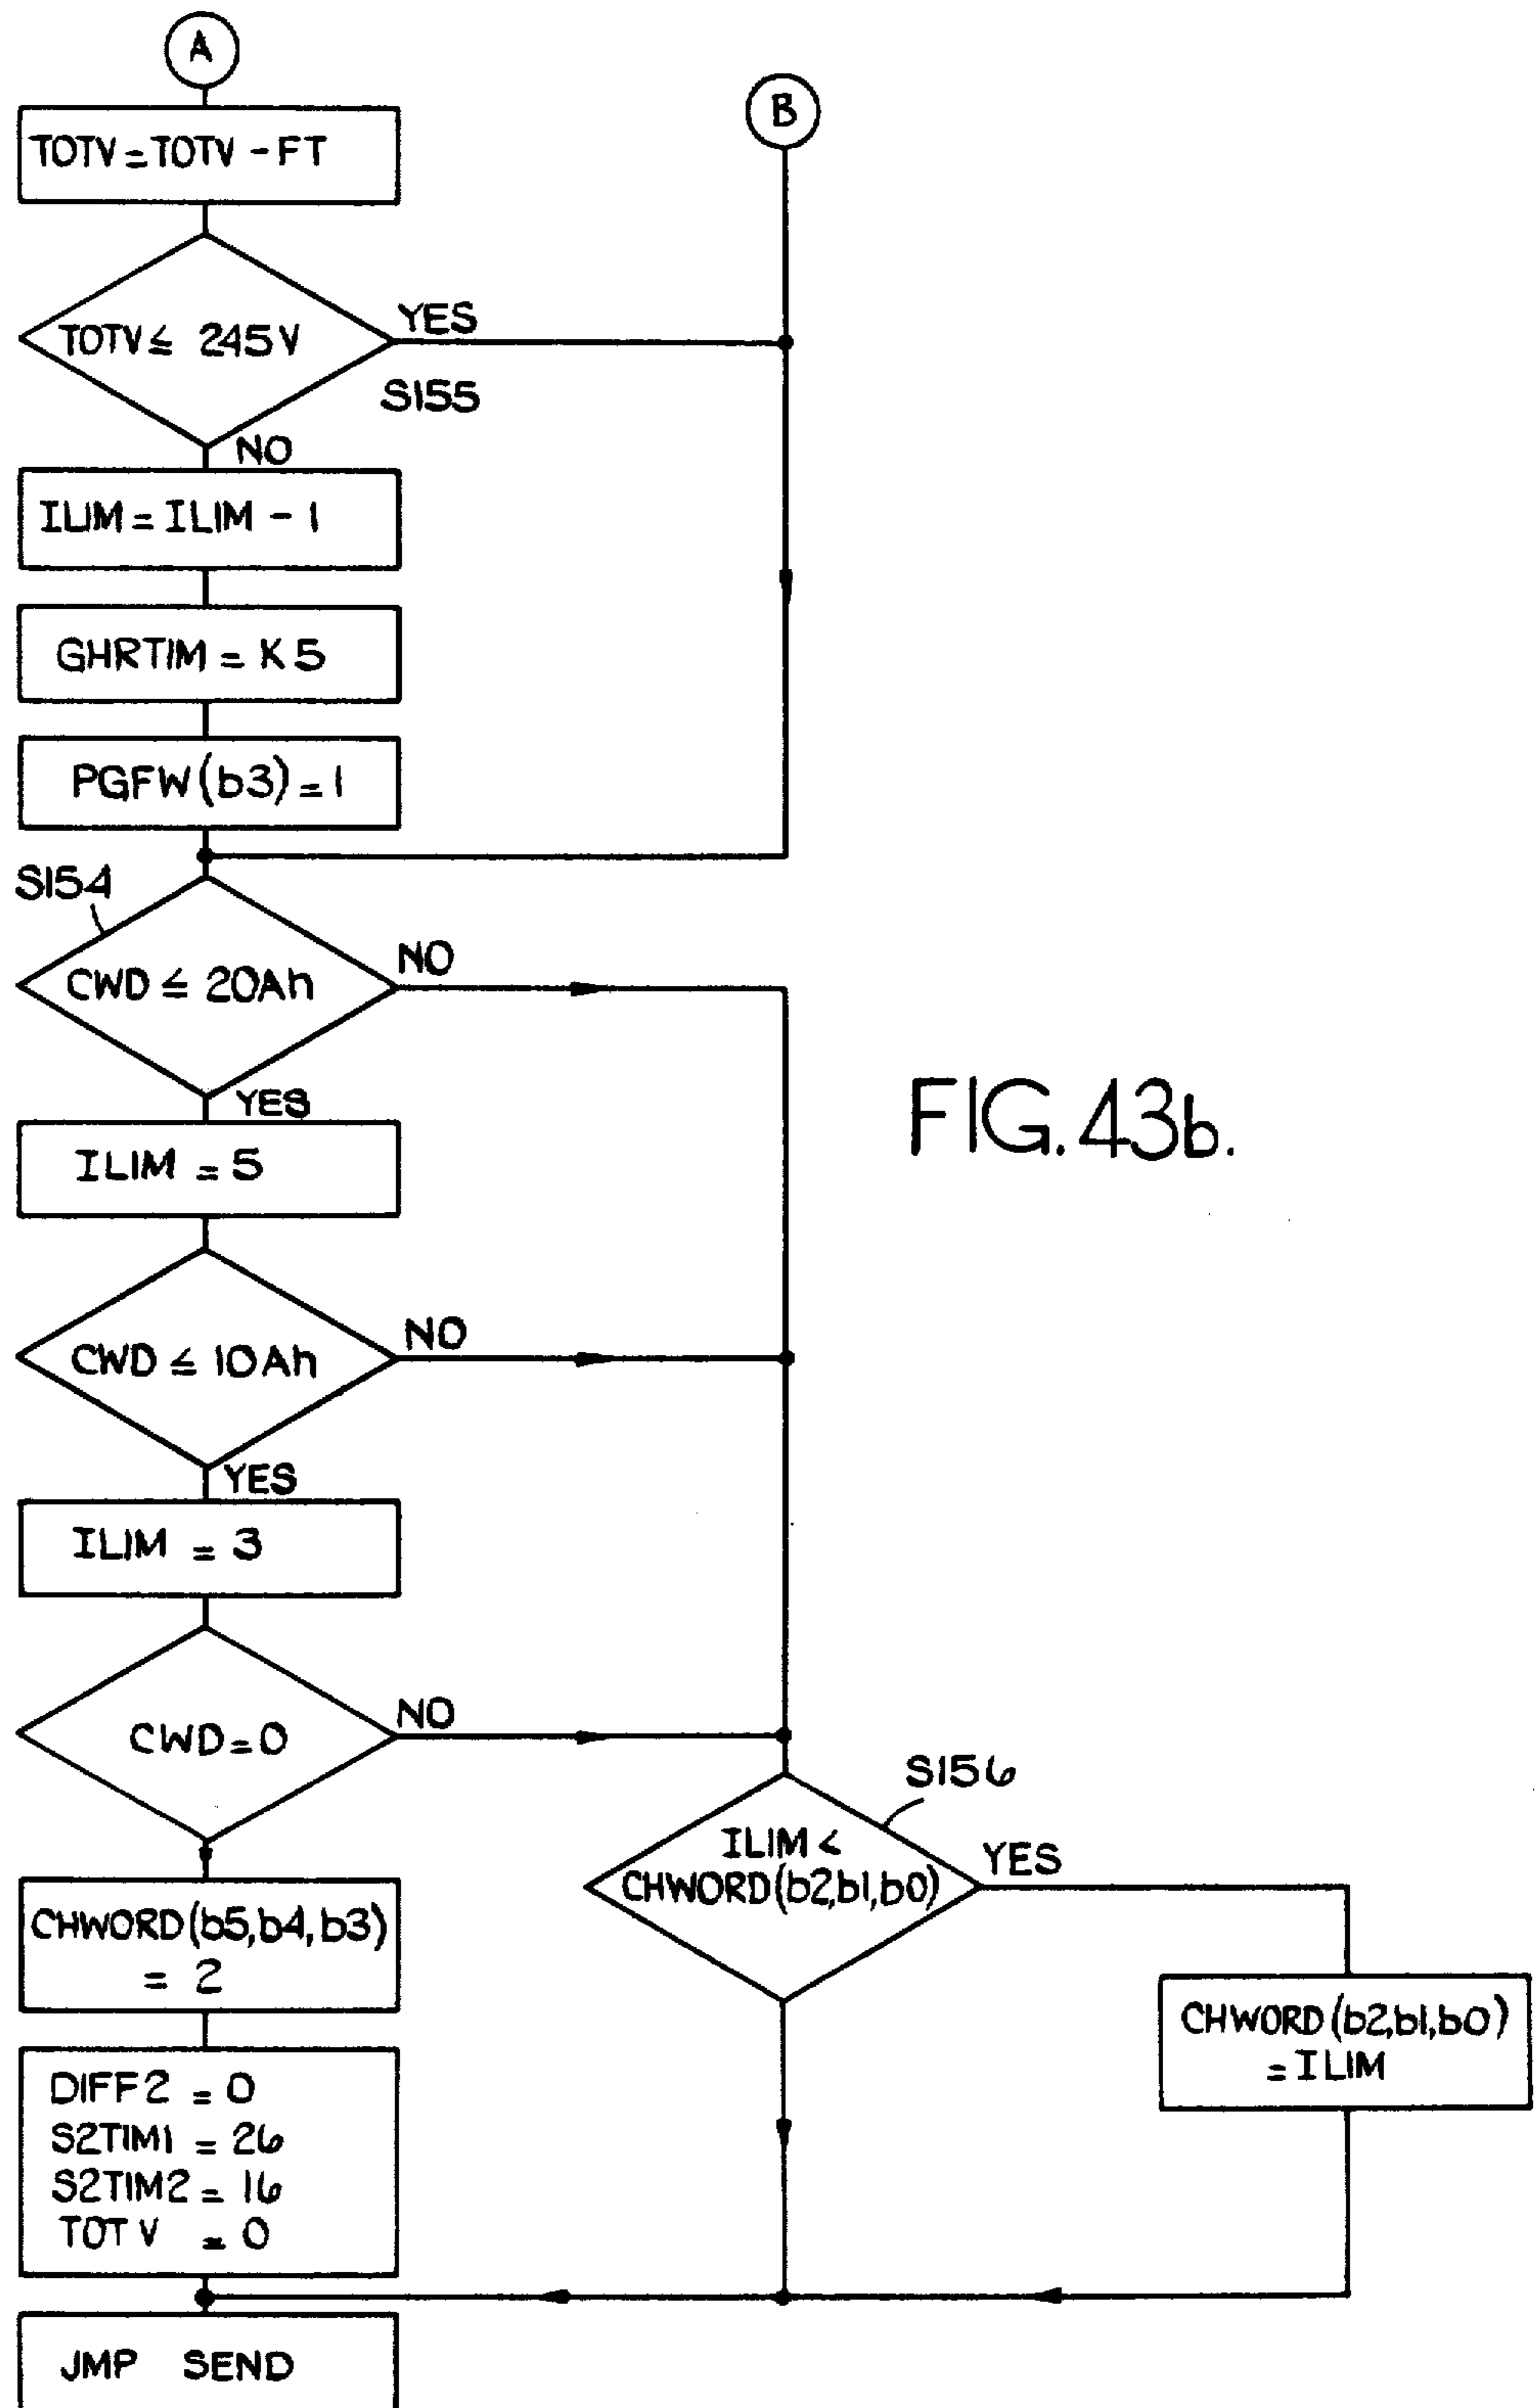 A
B
TOTV = TOTV - FT
TOTV ≤ 245V
YES
S155
NO
ILIM = ILIM - 1
GHRTIM = K5
PGFW(b3) = 1
S154
CWD ≤ 20Ah
NO
YES
ILIM = 5
FIG. 43b.
CWD ≤ 10Ah
NO
YES
ILIM = 3
CWD = 0
NO
S156
ILIM <
CHWORD(b2,b1,b0)
YES
CHWORD(b5,b4,b3)
= 2
CHWORD(b2,b1,b0)
= ILIM
DIFF2 = 0
S2TIM1 = 26
S2TIM2 = 16
TOTV = 0
JMP SEND